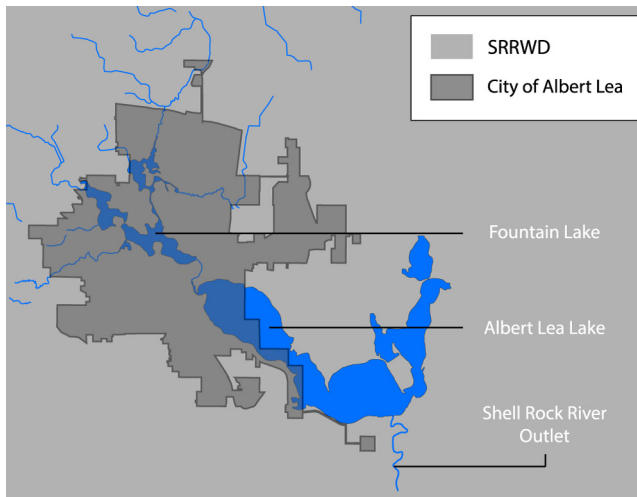 SRRWD
City of Albert Lea
Fountain Lake
Albert Lea Lake
Shell Rock River
Outlet